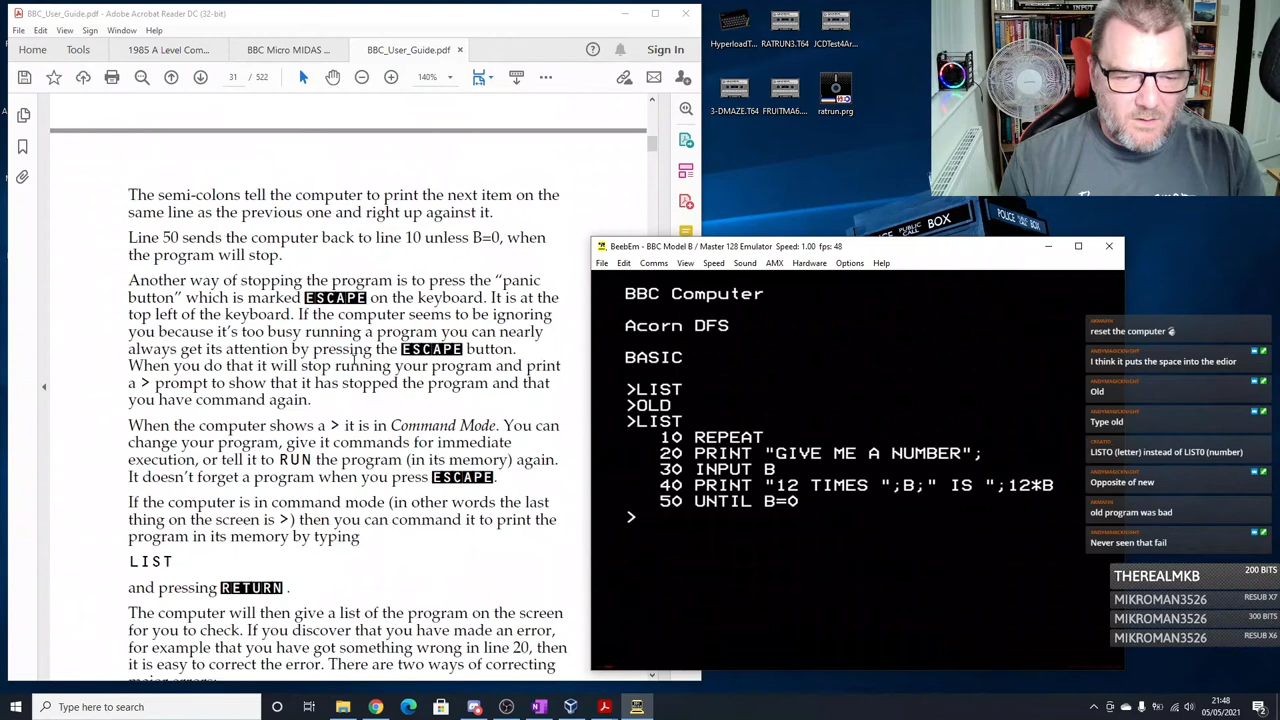 BBC_User_Guide.pdf - Adobe Acrobat Reader DC (32-bit)
File Edit View Sign Window Help
Home Tools 1985 A Level Com... BBC Micro MIDAS ... BBC_User_Guide.pdf × Sign In
31 / 522 140%
The semi-colons tell the computer to print the next item on the
same line as the previous one and right up against it.
Line 50 sends the computer back to line 10 unless B=0, when
the program will stop.
Another way of stopping the program is to press the “panic
button” which is marked ESCAPE on the keyboard. It is at the
top left of the keyboard. If the computer seems to be ignoring
you because it’s too busy running a program you can nearly
always get its attention by pressing the ESCAPE button.
When you do that it will stop running your program and print
a > prompt to show that it has stopped the program and that
you have command again.
When the computer shows a > it is in Command Mode. You can
change your program, give it commands for immediate
execution, or tell it to RUN the program (in its memory) again.
It doesn’t forget a program when you press ESCAPE.
If the computer is in command mode (in other words the last
thing on the screen is >) then you can command it to print the
program in its memory by typing
LIST
and pressing RETURN .
The computer will then give a list of the program on the screen
for you to check. If you discover that you have made an error,
for example that you have got something wrong in line 20, then
it is easy to correct the error. There are two ways of correcting
major errors:
HyperloadT... RATRUN3.T64 JCDTest4Ar...
3-DMAZE.T64 FRUITMA6.... ratrun.prg
PUBLIC CALL BOX
POLICE BOX
BeebEm - BBC Model B / Master 128 Emulator Speed: 1.00 fps: 48
File Edit Comms View Speed Sound AMX Hardware Options Help
BBC Computer
Acorn DFS
BASIC
>LIST
>OLD
>LIST
10 REPEAT
20 PRINT "GIVE ME A NUMBER";
30 INPUT B
40 PRINT "12 TIMES ";B;" IS ";12*B
50 UNTIL B=0
>
AKMAFIN
reset the computer
ANDYMAGICKNIGHT
I think it puts the space into the edior
ANDYMAGICKNIGHT
Old
ANDYMAGICKNIGHT
Type old
LISTO (letter) instead of LIST0 (number)
ANDYMAGICKNIGHT
Opposite of new
old program was bad
ANDYMAGICKNIGHT
Never seen that fail
THEREALMKB 200 BITS
MIKROMAN3526 RESUB X7
MIKROMAN3526 300 BITS
MIKROMAN3526 RESUB X6
Type here to search
21:48
05/05/2021